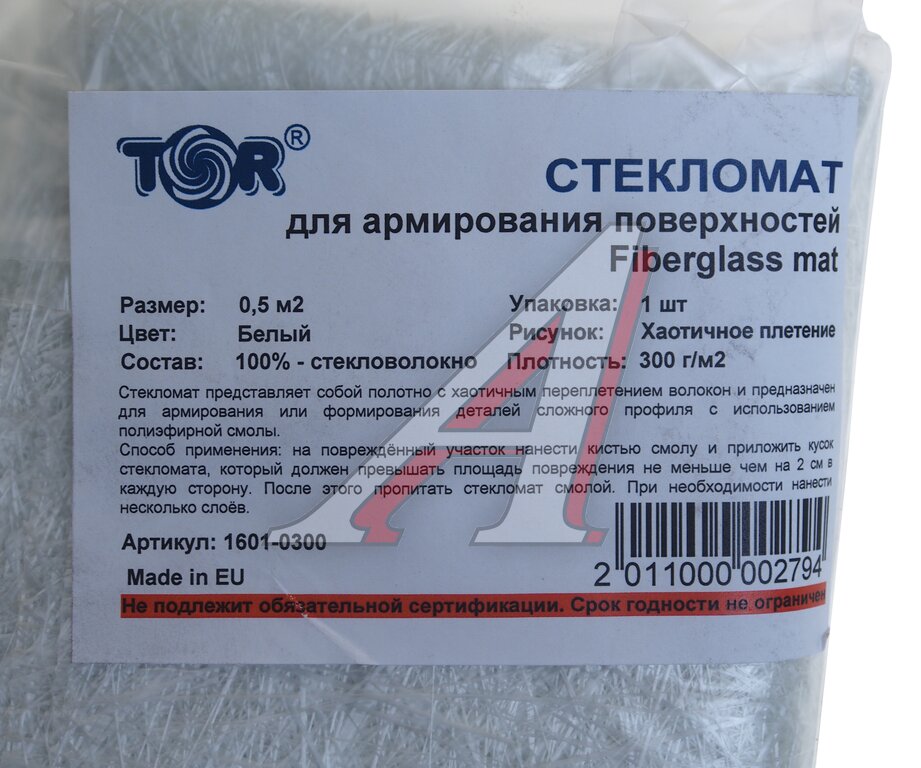 TOR®
СТЕКЛОМАТ
для армирования поверхностей
Fiberglass mat
Размер: 0,5 м2 Упаковка: 1 шт
Цвет: Белый Рисунок: Хаотичное плетение
Состав: 100% - стекловолокно Плотность: 300 г/м2
Стекломат представляет собой полотно с хаотичным переплетением волокон и предназначен
для армирования или формирования деталей сложного профиля с использованием
полиэфирной смолы.
Способ применения: на повреждённый участок нанести кистью смолу и приложить кусок
стекломата, который должен превышать площадь повреждения не меньше чем на 2 см в
каждую сторону. После этого пропитать стекломат смолой. При необходимости нанести
несколько слоёв.
Артикул: 1601-0300
Made in EU
2 011000 002794
Не подлежит обязательной сертификации. Срок годности не ограничен